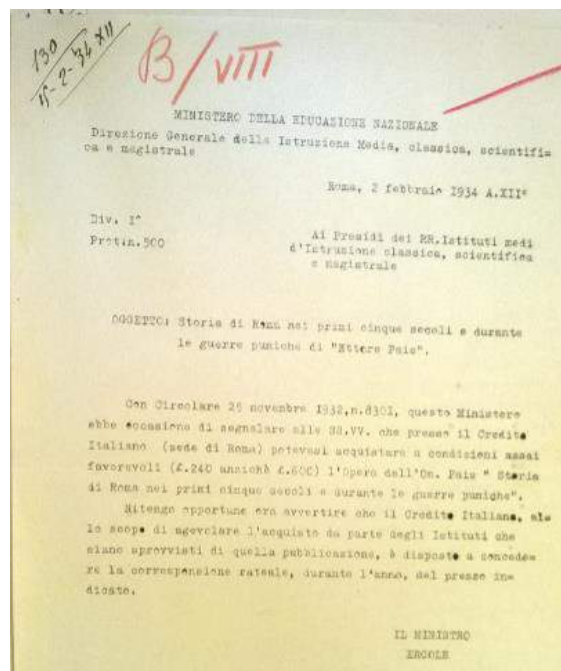 130
15-2-34 XII
B/VIII
MINISTERO DELLA EDUCAZIONE NAZIONALE
Direzione Generale della Istruzione Media, classica, scientifi=
ca e magistrale
Roma, 2 febbraio 1934 A.XII°
Div. I^
Prot.n.500
Ai Presidi dei RR.Istituti medi
d'Istruzione classica, scientifica
e magistrale
OGGETTO: Storia di Roma nei primi cinque secoli e durante
le guerre puniche di "Ettore Pais".
Con Circolare 25 novembre 1932,n.8301, questo Ministero
ebbe occasione di segnalare alle SS.VV. che presso il Credito
Italiano (sede di Roma) potevasi acquistare a condizioni assai
favorevoli (£.240 anzichè £.600) l'Opera dell'On. Pais " Storia
di Roma nei primi cinque secoli e durante le guerre puniche".
Ritengo opportuno ora avvertire che il Credito Italiano, allo
lo scopo di agevolare l'acquisto da parte degli Istituti che
siano sprovvisti di quella pubblicazione, è disposto a concede=
re la corresponsione rateale, durante l'anno, del prezzo in=
dicato.
IL MINISTRO
ERCOLE